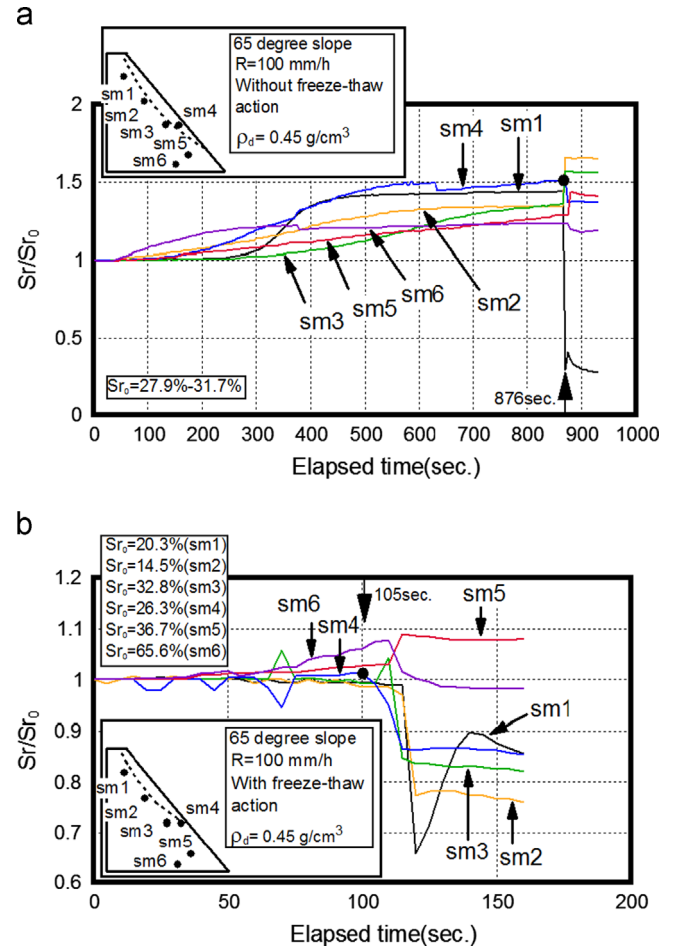 a
65 degree slope
R=100 mm/h
Without freeze-thaw
action
ρd= 0.45 g/cm³
sm1
sm2
sm3
sm4
sm5
sm6
2
1.5
1
0.5
0
Sr/Sr₀
sm4
sm1
sm3
sm5
sm6
sm2
Sr₀=27.9%-31.7%
876sec.
0 100 200 300 400 500 600 700 800 900 1000
Elapsed time(sec.)
b
Sr₀=20.3%(sm1)
Sr₀=14.5%(sm2)
Sr₀=32.8%(sm3)
Sr₀=26.3%(sm4)
Sr₀=36.7%(sm5)
Sr₀=65.6%(sm6)
1.2
1.1
1
0.9
0.8
0.7
0.6
Sr/Sr₀
105sec.
sm6
sm4
sm5
sm1
sm3
sm2
65 degree slope
R=100 mm/h
With freeze-thaw
action
ρd= 0.45 g/cm³
sm1
sm2
sm3
sm4
sm5
sm6
0 50 100 150 200
Elapsed time(sec.)